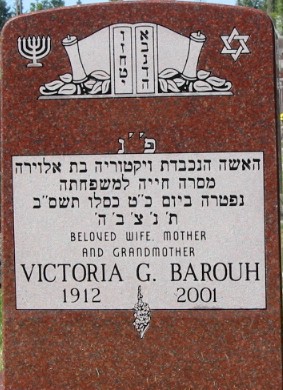 פ״נ
האשה הנכבדת ויקטוריה בת אלוירה
מסרה חייה למשפחתה
נפטרה ביום כ״ט כסלו תשס״ב
ת׳ נ׳ צ׳ ב׳ ה׳
BELOVED WIFE, MOTHER
AND GRANDMOTHER
VICTORIA G. BAROUH
1912 2001